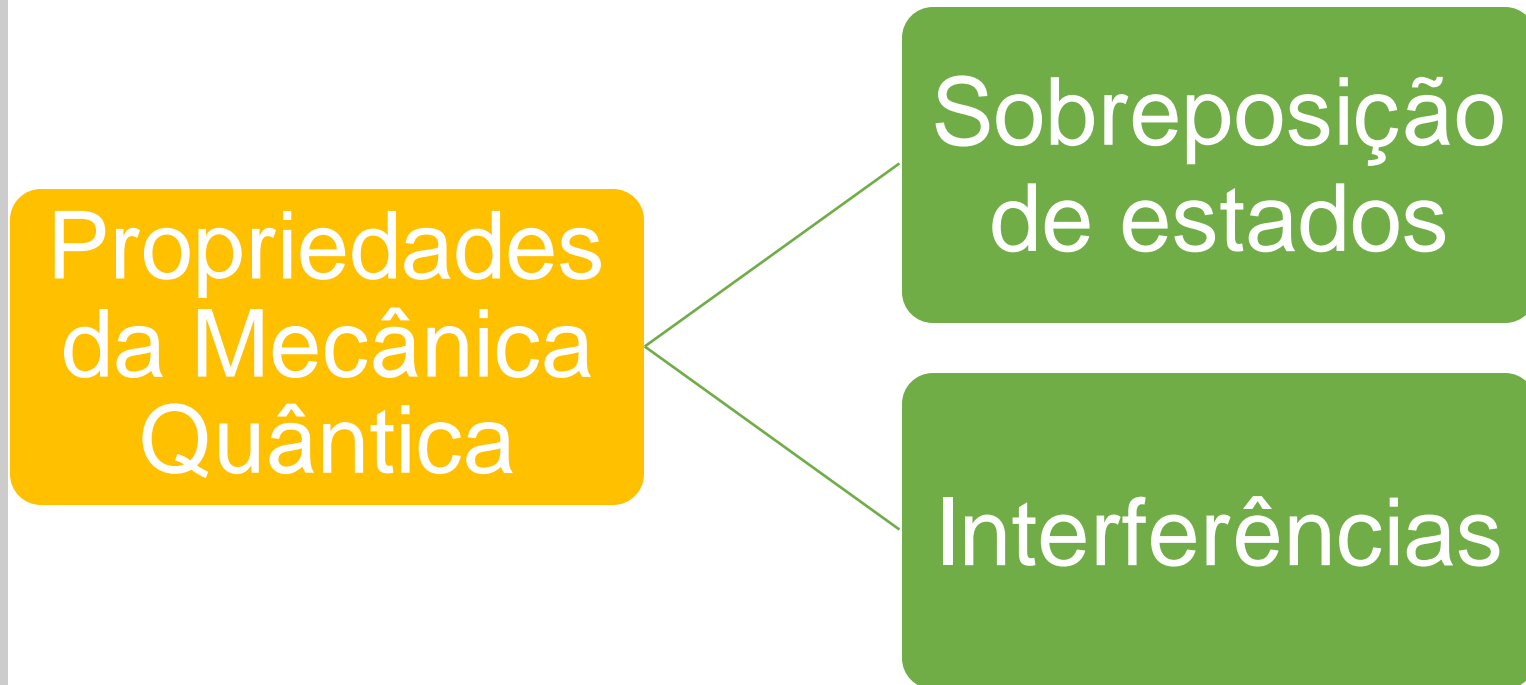 Propriedades
da Mecânica
Quântica
Sobreposição
de estados
Interferências